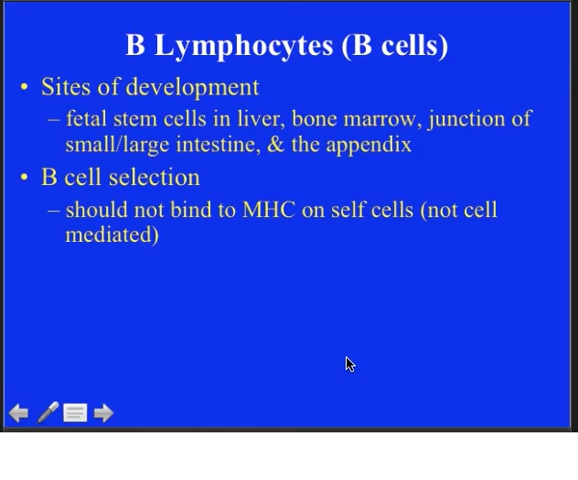 B Lymphocytes (B cells)
• Sites of development
– fetal stem cells in liver, bone marrow, junction of
small/large intestine, & the appendix
• B cell selection
– should not bind to MHC on self cells (not cell
mediated)